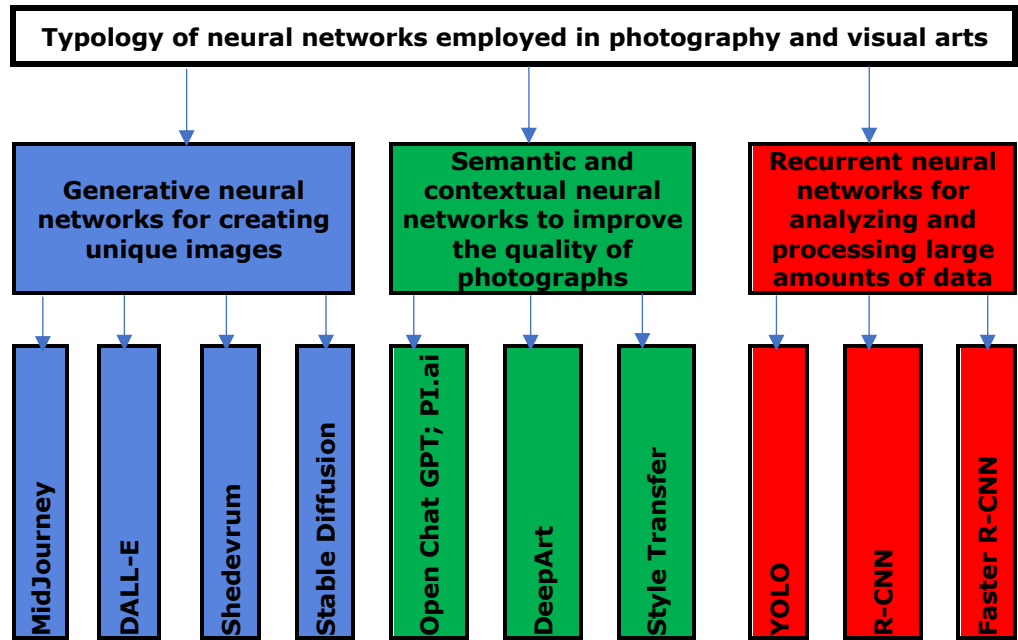 Typology of neural networks employed in photography and visual arts
Generative neural
networks for creating
unique images
Semantic and
contextual neural
networks to improve
the quality of
photographs
Recurrent neural
networks for
analyzing and
processing large
amounts of data
MidJourney
DALL-E
Shedevrum
Stable Diffusion
Open Chat GPT; PI.ai
DeepArt
Style Transfer
YOLO
R-CNN
Faster R-CNN